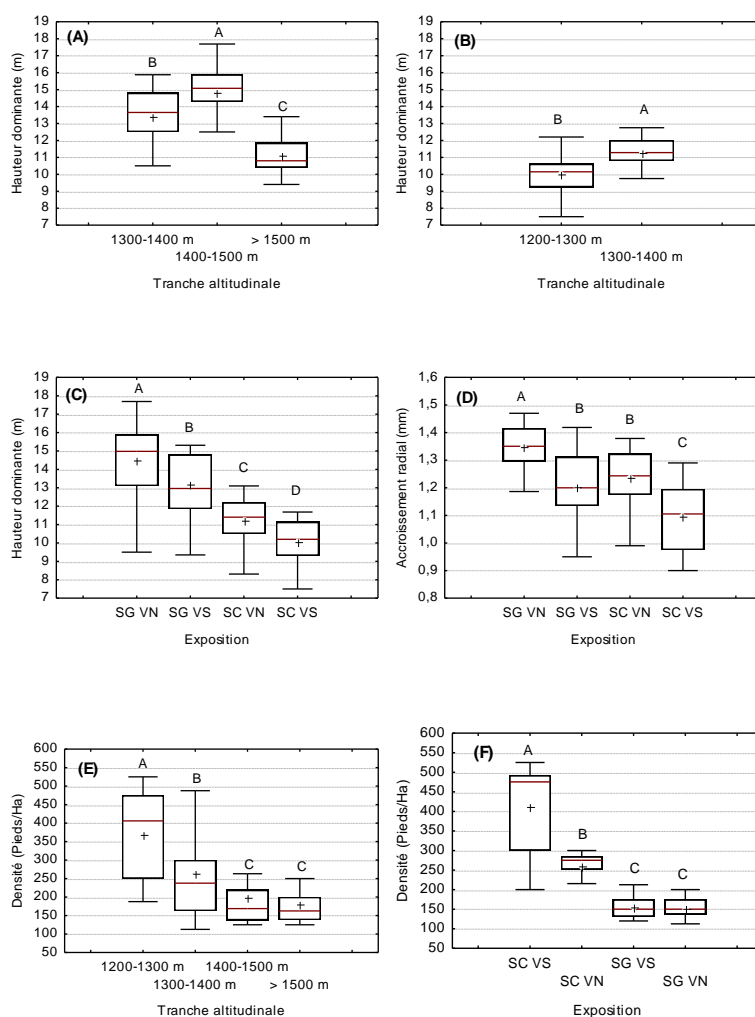 (A)
Hauteur dominante (m)
19
18
17
16
15
14
13
12
11
10
9
8
7
B
A
C
1300-1400 m
> 1500 m
1400-1500 m
Tranche altitudinale
(B)
Hauteur dominante (m)
19
18
17
16
15
14
13
12
11
10
9
8
7
B
A
1200-1300 m
1300-1400 m
Tranche altitudinale
(C)
Hauteur dominante (m)
19
18
17
16
15
14
13
12
11
10
9
8
7
A
B
C
D
SG VN SG VS SC VN SC VS
Exposition
(D)
Accroissement radial (mm)
1,6
1,5
1,4
1,3
1,2
1,1
1,0
0,9
0,8
A
B
B
C
SG VN SG VS SC VN SC VS
Exposition
(E)
Densité (Pieds/Ha)
600
550
500
450
400
350
300
250
200
150
100
50
A
B
C
C
1200-1300 m 1400-1500 m
1300-1400 m > 1500 m
Tranche altitudinale
(F)
Densité (Pieds/Ha)
600
550
500
450
400
350
300
250
200
150
100
50
A
B
C
C
SC VS SG VS
SC VN SG VN
Exposition